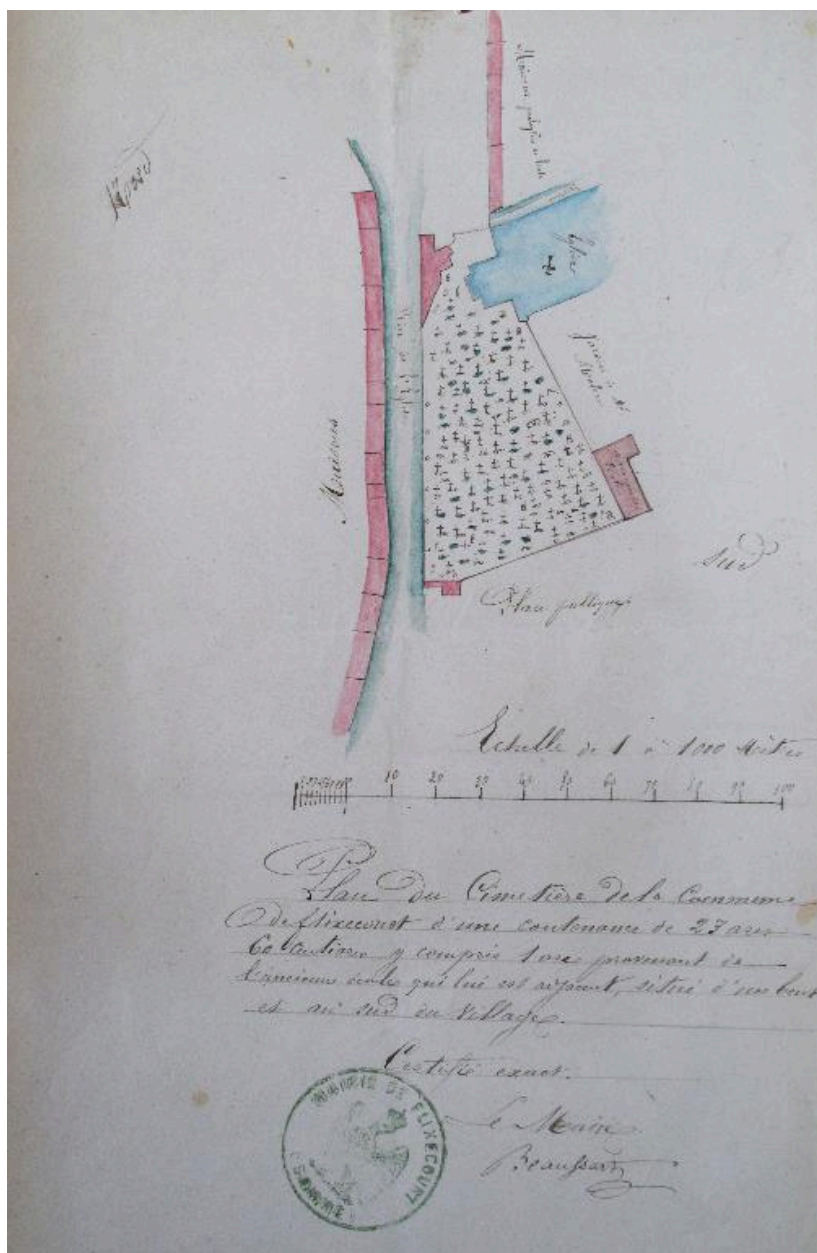 Nord
Eglise
Maisons
Place publique
Sud
Echelle de 1 à 1000 Mètres
10 20 30 40 50 60 70 80 90 100
Plan du Cimetière de la Commune
de flixecourt d'une contenance de 27 ares
60 centiares y compris 1 are provenant de
l'ancienne école qui lui est adjacent, situé d'un bout
et au sud du village.
Certifié exact.
Le Maire
Beaussart
MAIRIE DE FLIXECOURT
(SOMME)